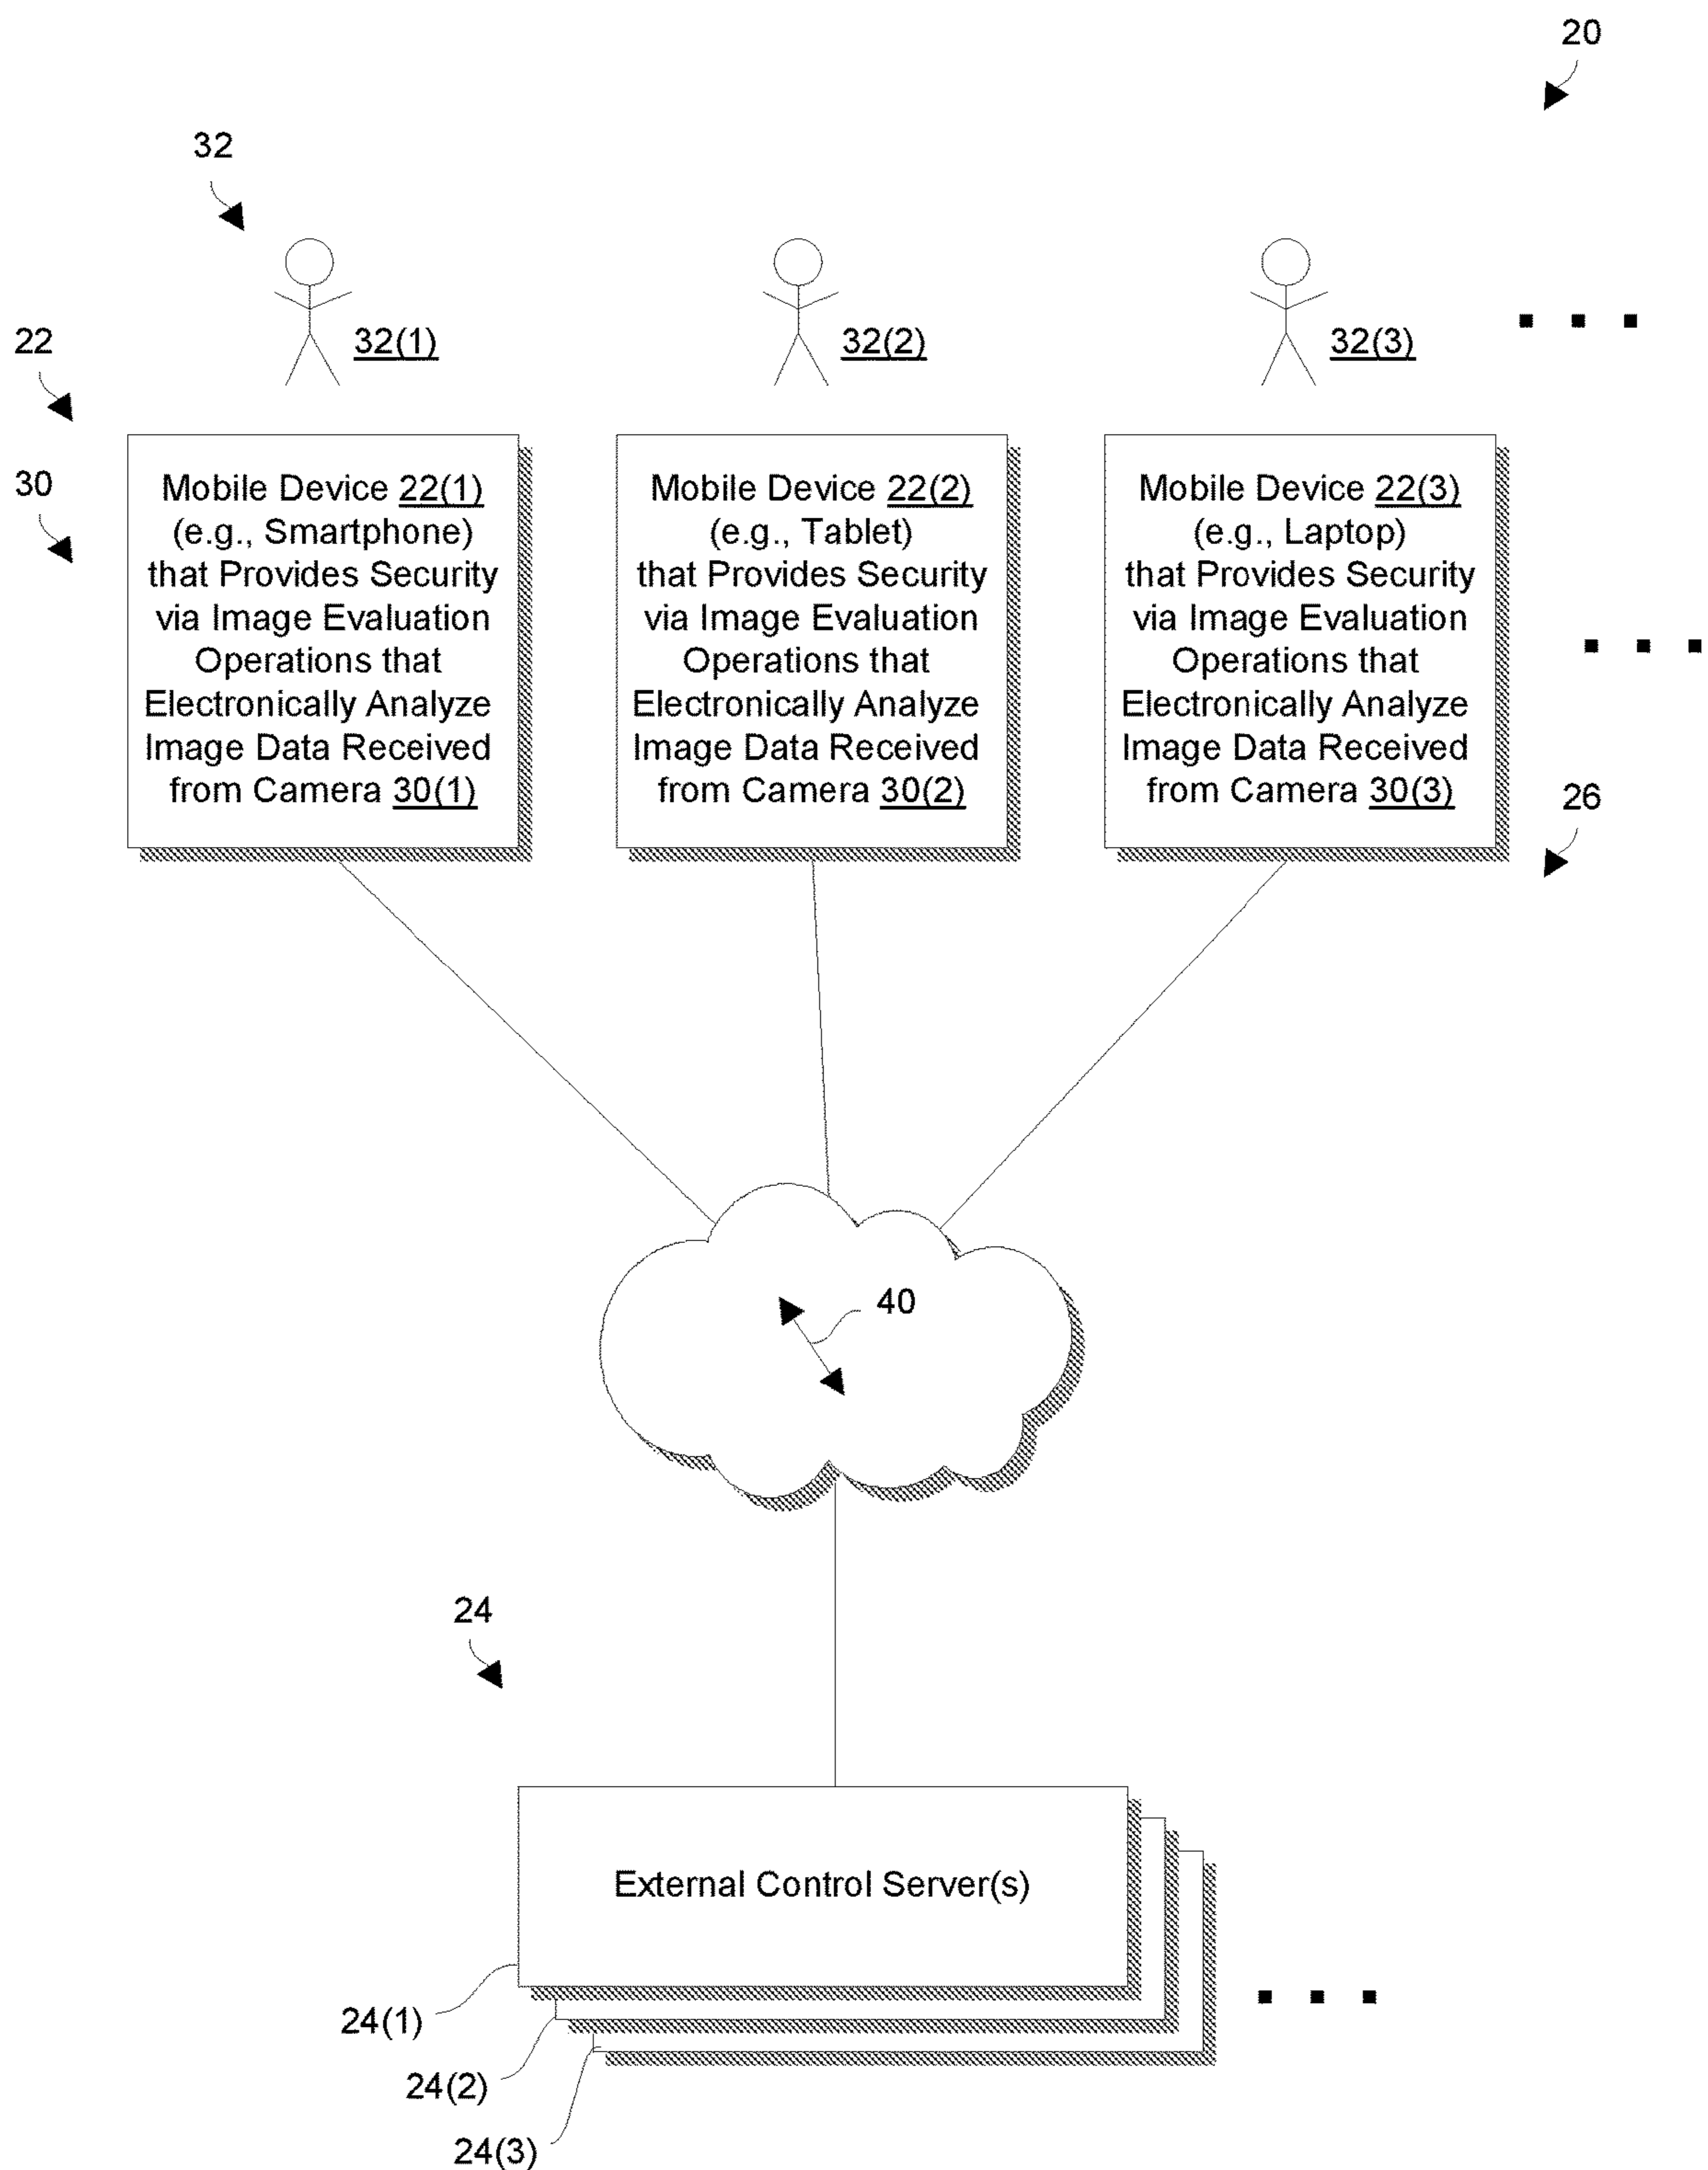 20
32
32(1)
32(2)
32(3)
22
30
Mobile Device 22(1)
(e.g., Smartphone)
that Provides Security
via Image Evaluation
Operations that
Electronically Analyze
Image Data Received
from Camera 30(1)
Mobile Device 22(2)
(e.g., Tablet)
that Provides Security
via Image Evaluation
Operations that
Electronically Analyze
Image Data Received
from Camera 30(2)
Mobile Device 22(3)
(e.g., Laptop)
that Provides Security
via Image Evaluation
Operations that
Electronically Analyze
Image Data Received
from Camera 30(3)
26
40
24
External Control Server(s)
24(1)
24(2)
24(3)